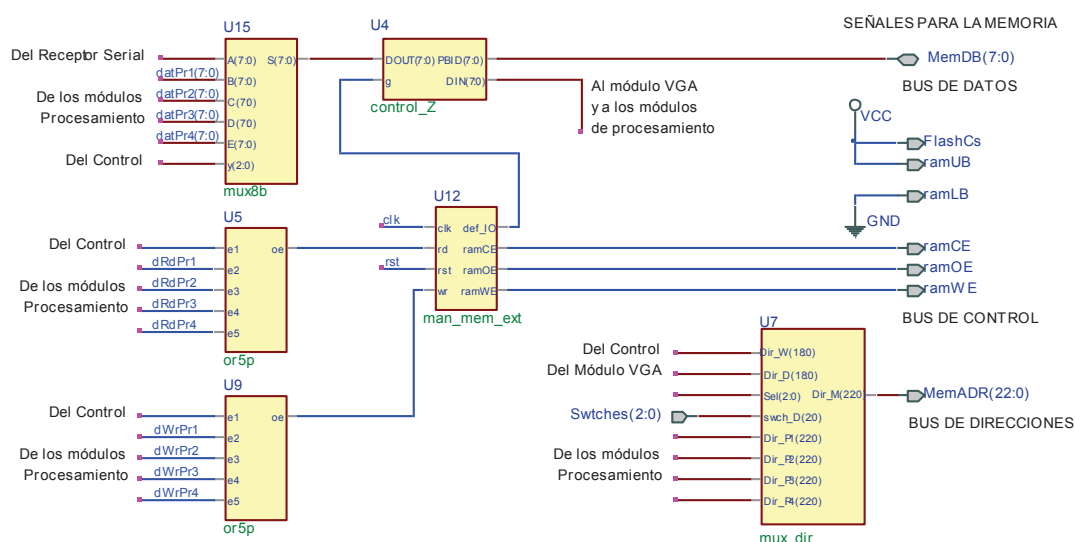 SEÑALES PARA LA MEMORIA
U15
U4
Del Receptor Serial
A(7:0) S(7:0)
datPr1(7:0)
B(7:0)
De los módulos
Procesamiento
datPr2(7:0)
C(70)
datPr3(7:0)
D(70)
datPr4(7:0)
E(7:0)
Del Control
y(2:0)
mux8b
DOUT(7:0) PBID(7:0)
g DIN(7:0)
control_Z
Al módulo VGA
y a los módulos
de procesamiento
MemDB(7:0)
BUS DE DATOS
VCC
FlashCs
ramUB
ramLB
GND
U5
Del Control
e1 oe
dRdPr1
e2
De los módulos
Procesamiento
dRdPr2
e3
dRdPr3
e4
dRdPr4
e5
or5p
U12
clk
clk def_IO
rd ramCE
rst
rst ramOE
wr ramWE
man_mem_ext
ramCE
ramOE
ramWE
BUS DE CONTROL
U9
Del Control
e1 oe
dWrPr1
e2
De los módulos
Procesamiento
dWrPr2
e3
dWrPr3
e4
dWrPr4
e5
or5p
U7
Del Control
Dir_W(180)
Del Módulo VGA
Dir_D(180)
Sel(2:0) Dir_M(220)
Swtches(2:0)
swch_D(20)
De los módulos
Procesamiento
Dir_P1(220)
Dir_P2(220)
Dir_P3(220)
Dir_P4(220)
mux_dir
MemADR(22:0)
BUS DE DIRECCIONES